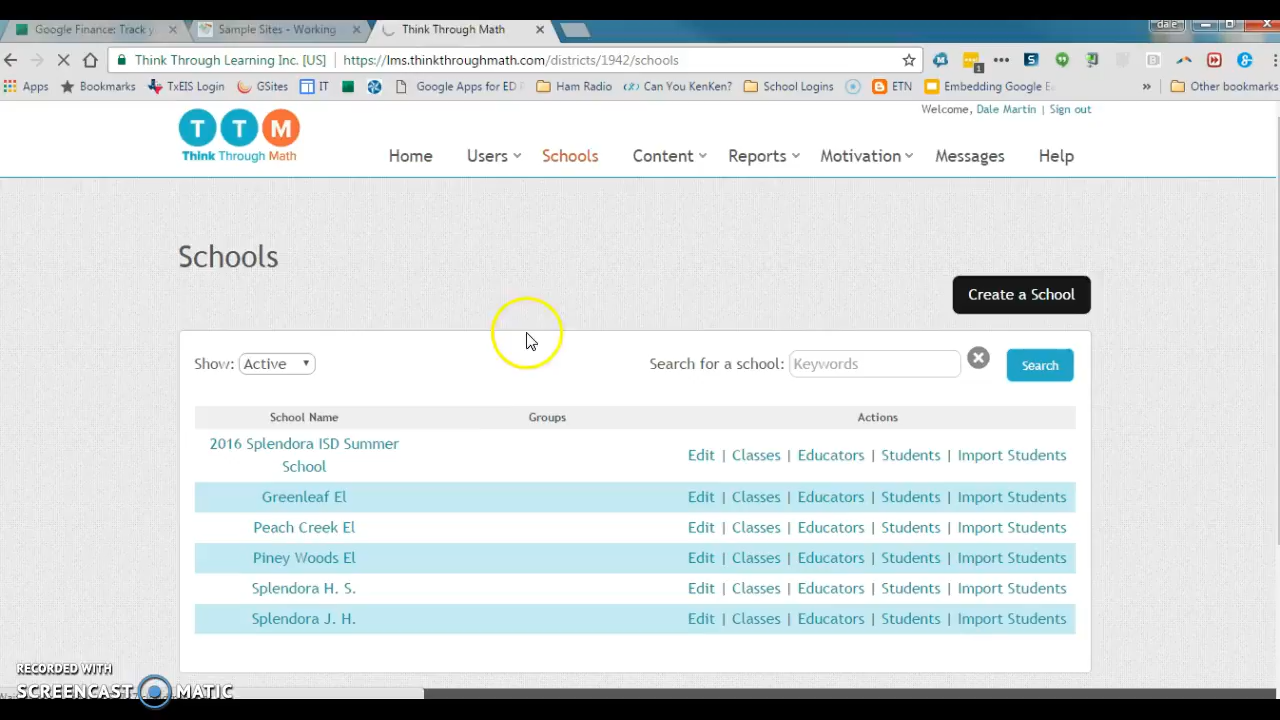 Google Finance: Track y
Sample Sites - Working
Think Through Math
dale
Think Through Learning Inc. [US] https://lms.thinkthroughmath.com/districts/1942/schools
1
Apps Bookmarks TxEIS Login GSites IT Google Apps for ED Ham Radio Can You KenKen? School Logins ETN Embedding Google Ea » Other bookmarks
Welcome, Dale Martin | Sign out
T T M
Think Through Math
Home Users Schools Content Reports Motivation Messages Help
Schools
Create a School
Show: Active Search for a school: Keywords Search
School Name Groups Actions
2016 Splendora ISD Summer
School
Edit | Classes | Educators | Students | Import Students
Greenleaf El Edit | Classes | Educators | Students | Import Students
Peach Creek El Edit | Classes | Educators | Students | Import Students
Piney Woods El Edit | Classes | Educators | Students | Import Students
Splendora H. S. Edit | Classes | Educators | Students | Import Students
Splendora J. H. Edit | Classes | Educators | Students | Import Students
RECORDED WITH
SCREENCAST MATIC